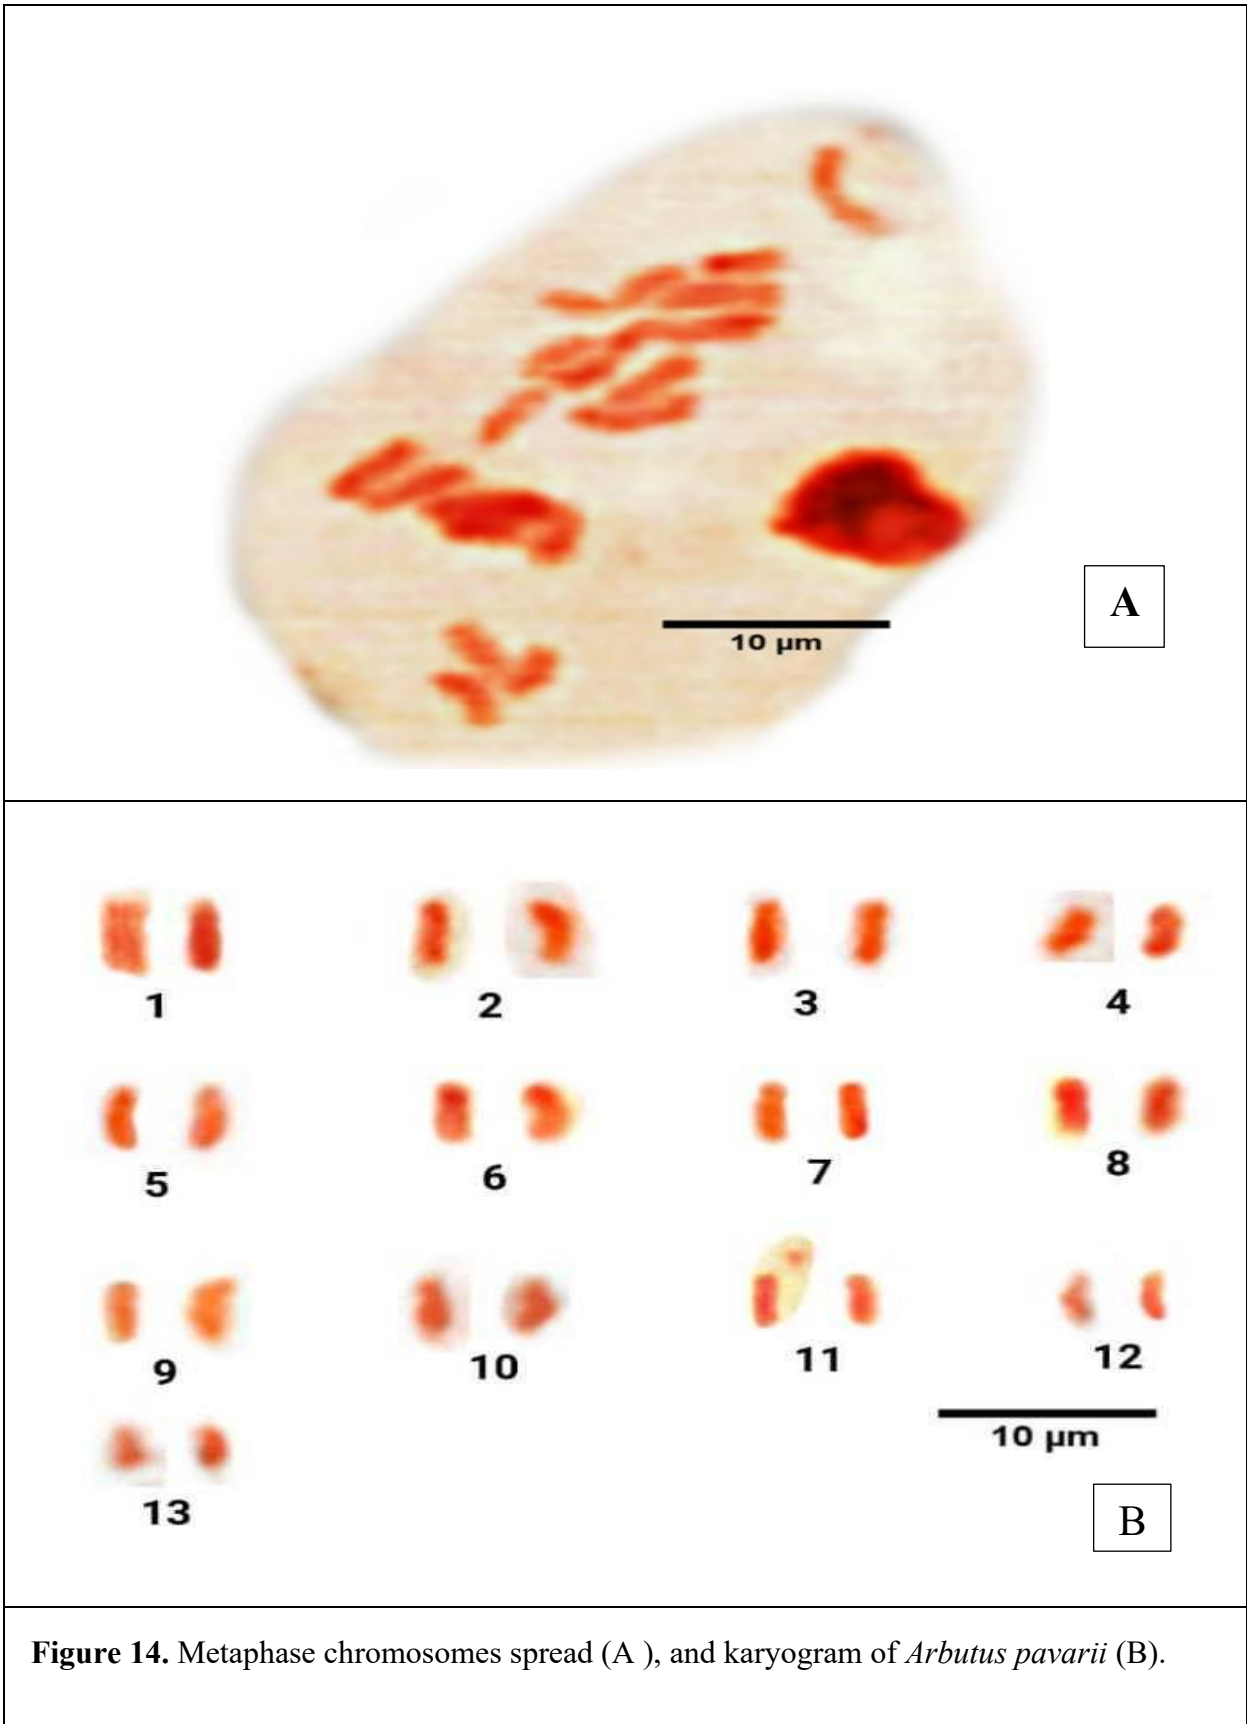 A
10 µm
1
2
3
4
5
6
7
8
9
10
11
12
10 µm
13
B
Figure 14. Metaphase chromosomes spread (A ), and karyogram of Arbutus pavarii (B).